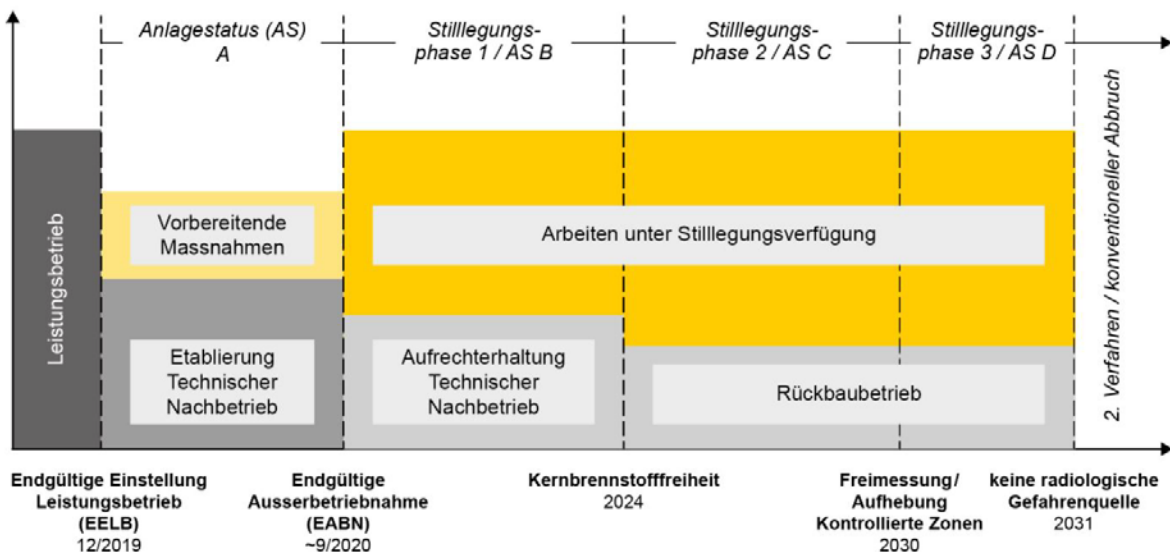 Anlagestatus (AS)
A
Stilllegungs-
phase 1 / AS B
Stilllegungs-
phase 2 / AS C
Stilllegungs-
phase 3 / AS D
Leistungsbetrieb
Vorbereitende
Massnahmen
Arbeiten unter Stilllegungsverfügung
Etablierung
Technischer
Nachbetrieb
Aufrechterhaltung
Technischer
Nachbetrieb
Rückbaubetrieb
2. Verfahren / konventioneller Abbruch
Endgültige Einstellung
Leistungsbetrieb
(EELB)
12/2019
Endgültige
Ausserbetriebnahme
(EABN)
~9/2020
Kernbrennstofffreiheit
2024
Freimessung/
Aufhebung
Kontrollierte Zonen
2030
keine radiologische
Gefahrenquelle
2031